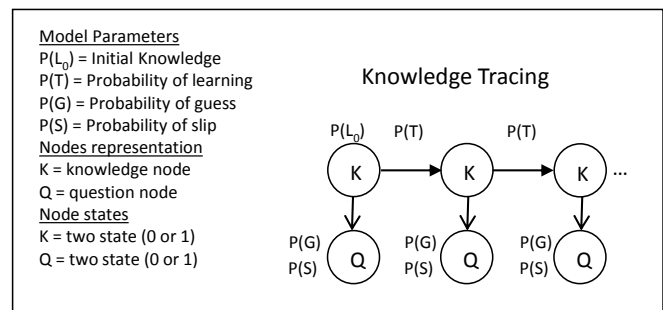 Model Parameters
P(L₀) = Initial Knowledge
P(T) = Probability of learning
P(G) = Probability of guess
P(S) = Probability of slip
Nodes representation
K = knowledge node
Q = question node
Node states
K = two state (0 or 1)
Q = two state (0 or 1)
Knowledge Tracing
P(L₀) P(T) P(T)
K K K ...
P(G) P(G) P(G)
Q Q Q
P(S) P(S) P(S)